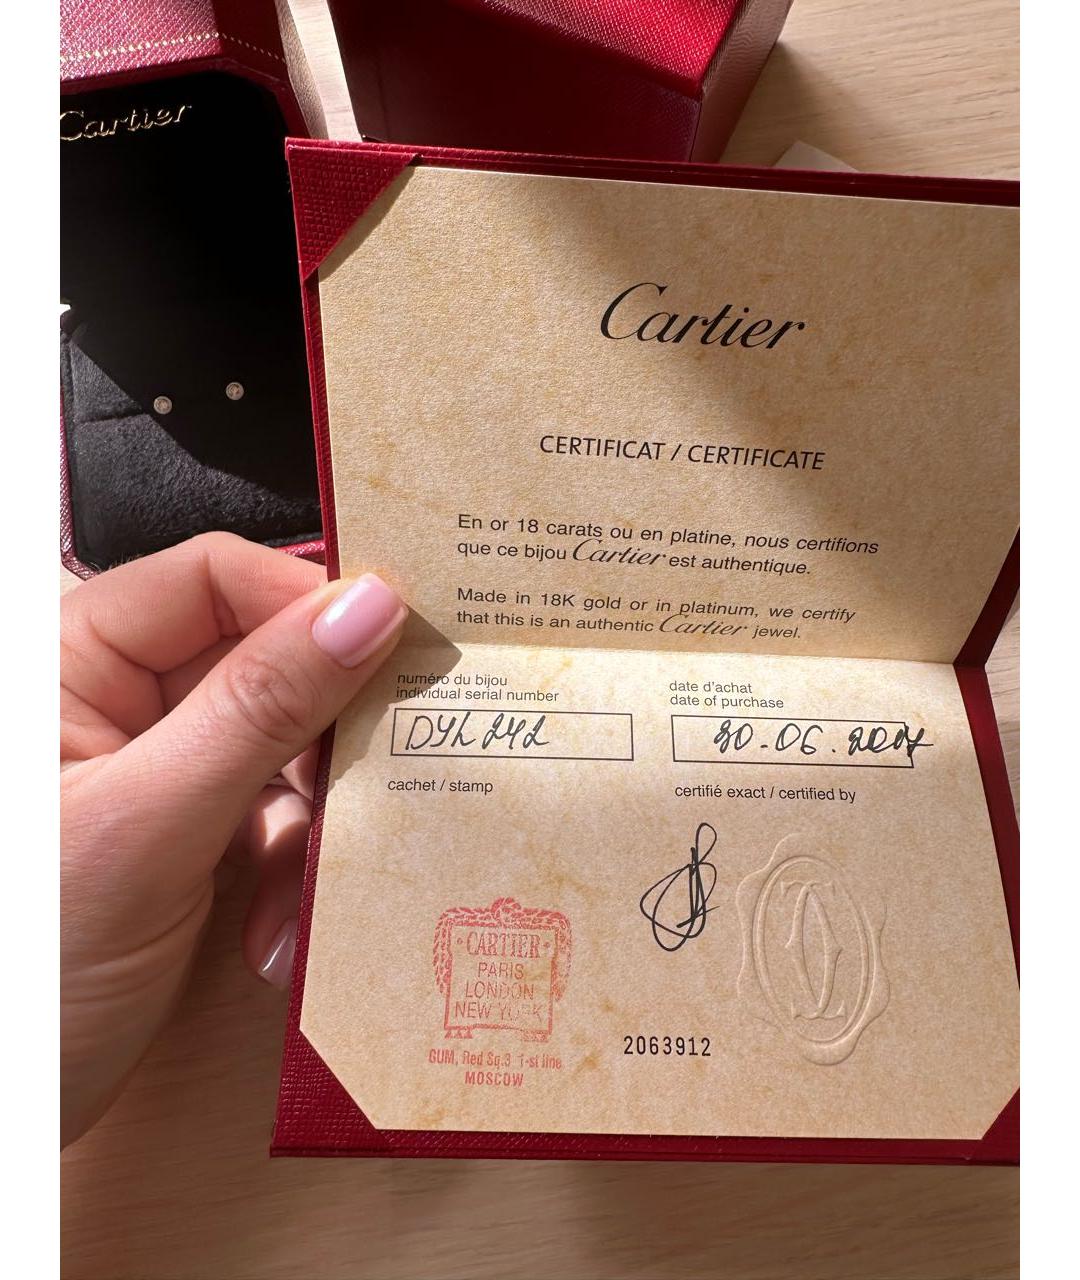 Cartier
Cartier
CERTIFICAT / CERTIFICATE
En or 18 carats ou en platine, nous certifions
que ce bijou Cartier est authentique.
Made in 18K gold or in platinum, we certify
that this is an authentic Cartier jewel.
numéro du bijou
individual serial number
date d'achat
date of purchase
242
.06.
cachet / stamp
certifié exact / certified by
CARTIER
PARIS
LONDON
NEW YORK
GUM, Red Sq.3 1-st line
MOSCOW
2063912